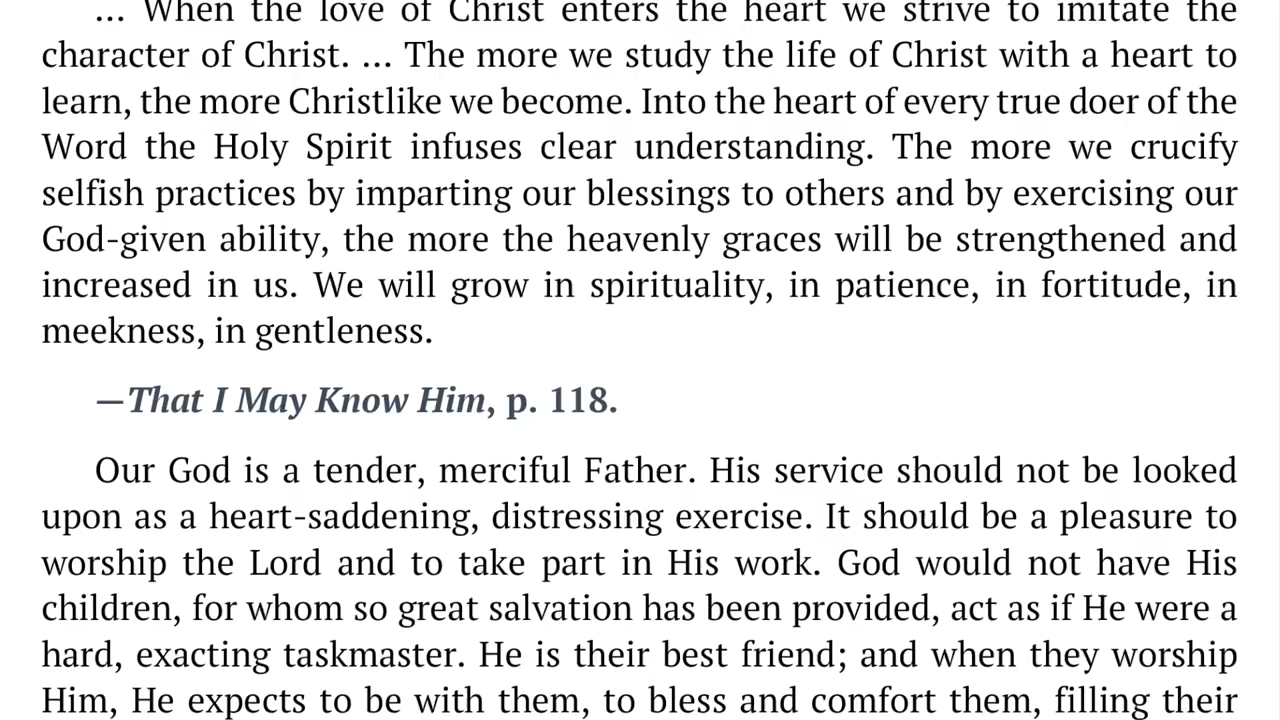 … When the love of Christ enters the heart we strive to imitate the
character of Christ. … The more we study the life of Christ with a heart to
learn, the more Christlike we become. Into the heart of every true doer of the
Word the Holy Spirit infuses clear understanding. The more we crucify
selfish practices by imparting our blessings to others and by exercising our
God-given ability, the more the heavenly graces will be strengthened and
increased in us. We will grow in spirituality, in patience, in fortitude, in
meekness, in gentleness.
—That I May Know Him, p. 118.
Our God is a tender, merciful Father. His service should not be looked
upon as a heart-saddening, distressing exercise. It should be a pleasure to
worship the Lord and to take part in His work. God would not have His
children, for whom so great salvation has been provided, act as if He were a
hard, exacting taskmaster. He is their best friend; and when they worship
Him, He expects to be with them, to bless and comfort them, filling their